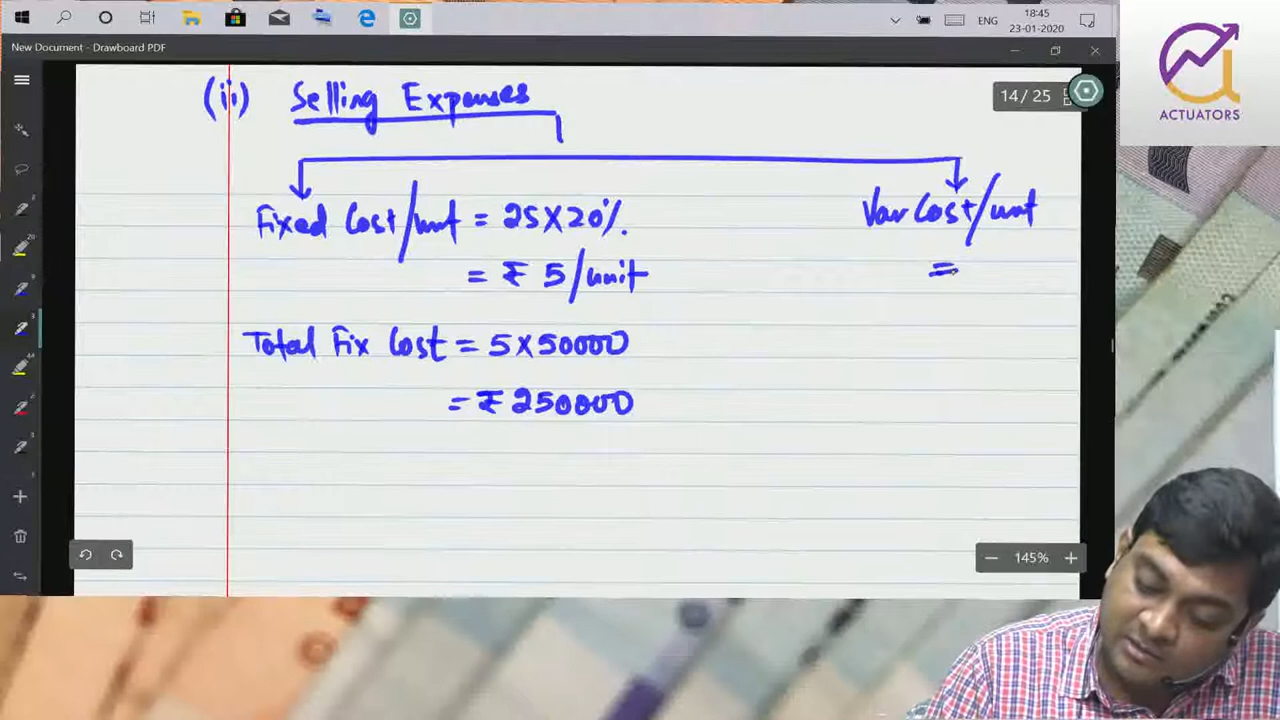 18:45
ENG
23-01-2020
New Document - Drawboard PDF
14 / 25
ACTUATORS
(ii) Selling Expenses
Fixed Cost/unit = 25 X 20%.
= ₹ 5/unit
Var Cost/unit
=
Total Fix Cost = 5 X 50000
= ₹ 250000
145%